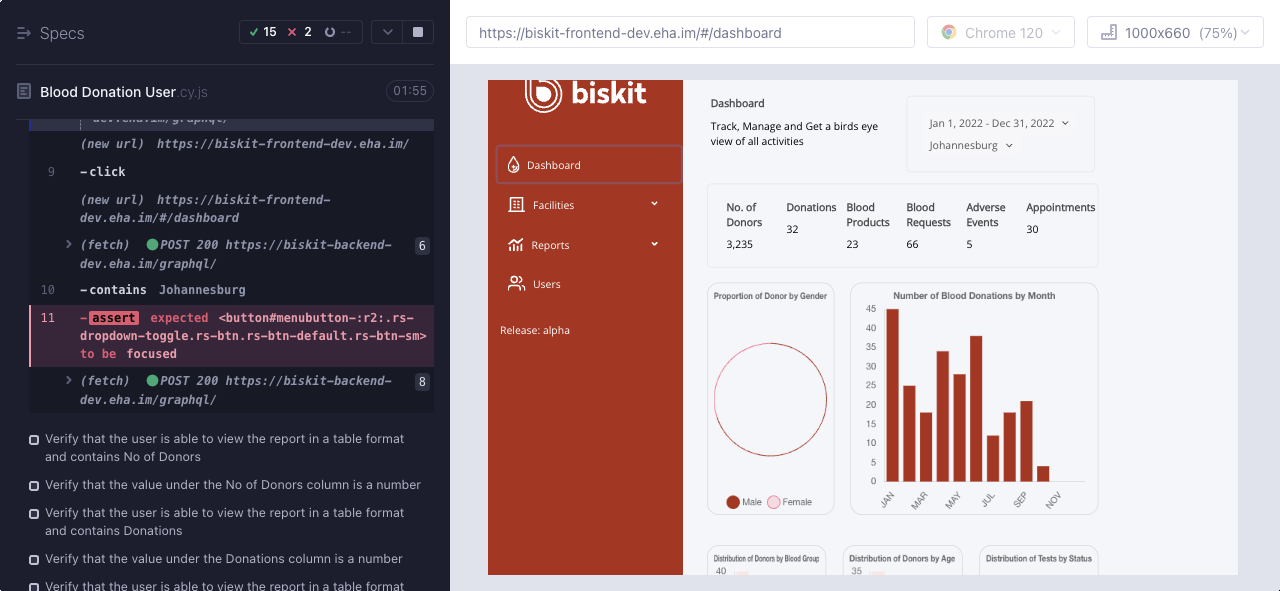 Specs
15 2 --
Blood Donation User.cy.js 01:55
dev.eha.im/graphql/
(new url) https://biskit-frontend-dev.eha.im/
9 -click
(new url) https://biskit-frontend-
dev.eha.im/#/dashboard
(fetch) POST 200 https://biskit-backend- 6
dev.eha.im/graphql/
10 -contains Johannesburg
11 -assert expected <button#menubutton-:r2:.rs-
dropdown-toggle.rs-btn.rs-btn-default.rs-btn-sm>
to be focused
(fetch) POST 200 https://biskit-backend- 8
dev.eha.im/graphql/
Verify that the user is able to view the report in a table format
and contains No of Donors
Verify that the value under the No of Donors column is a number
Verify that the user is able to view the report in a table format
and contains Donations
Verify that the value under the Donations column is a number
Verify that the user is able to view the report in a table format
https://biskit-frontend-dev.eha.im/#/dashboard
Chrome 120
1000x660 (75%)
biskit
Dashboard
Facilities
Reports
Users
Release: alpha
Dashboard
Track, Manage and Get a birds eye
view of all activities
Jan 1, 2022 - Dec 31, 2022
Johannesburg
No. of
Donors
3,235
Donations
32
Blood
Products
23
Blood
Requests
66
Adverse
Events
5
Appointments
30
Proportion of Donor by Gender
Male Female
Number of Blood Donations by Month
45
40
35
30
25
20
15
10
5
0
JAN MAR MAY JUL SEP NOV
Distribution of Donors by Blood Group
40
Distribution of Donors by Age
35
Distribution of Tests by Status